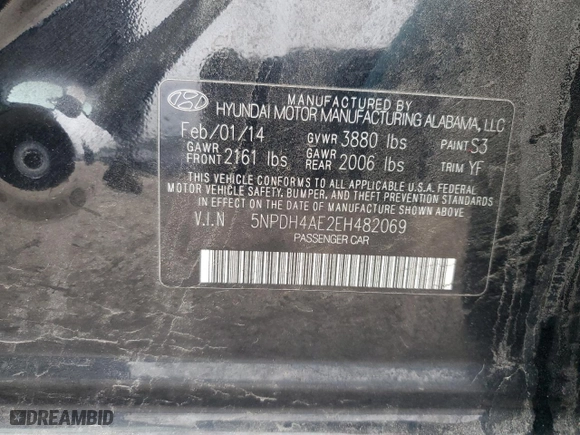 MANUFACTURED BY
HYUNDAI MOTOR MANUFACTURING ALABAMA, LLC
Feb/01/14 GVWR 3880 lbs PAINT S3
GAWR FRONT 2161 lbs GAWR REAR 2006 lbs TRIM YF
THIS VEHICLE CONFORMS TO ALL APPLICABLE U.S.A. FEDERAL
MOTOR VEHICLE SAFETY, BUMPER, AND THEFT PREVENTION STANDARDS
IN EFFECT ON THE DATE OF MANUFACTURE SHOWN ABOVE.
V.I.N 5NPDH4AE2EH482069
PASSENGER CAR
DREAMBID